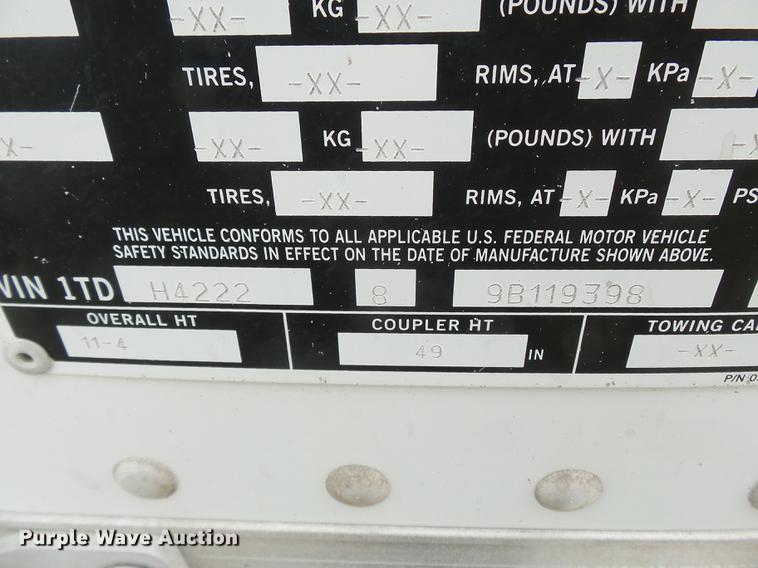 -XX- KG -XX- (POUNDS) WITH
TIRES, -XX- RIMS, AT -X- KPa -X-
X- -XX- KG -XX- (POUNDS) WITH
TIRES, -XX- RIMS, AT -X- KPa -X- PS
THIS VEHICLE CONFORMS TO ALL APPLICABLE U.S. FEDERAL MOTOR VEHICLE
SAFETY STANDARDS IN EFFECT ON THE DATE OF MANUFACTURE SHOWN ABOVE.
VIN 1TD H4222 8 9B119398
OVERALL HT COUPLER HT TOWING CA
11-4 49 IN -XX-
P/N 0
Purple Wave Auction